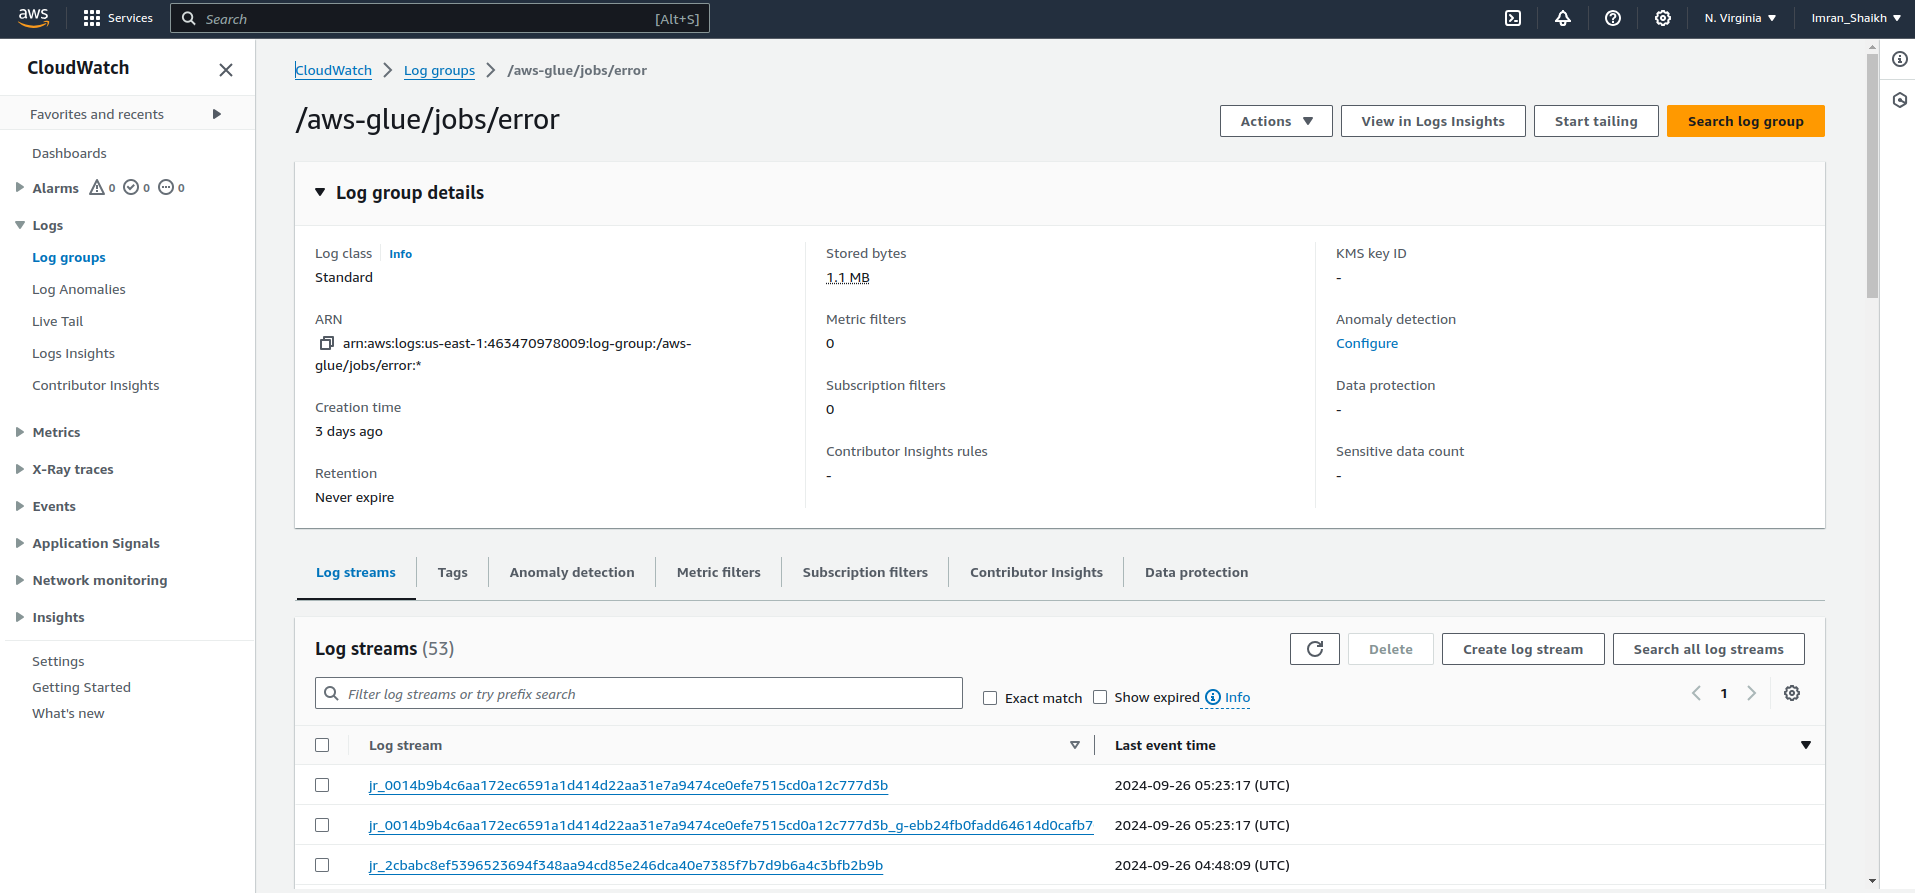 aws
Services
Search
[Alt+S]
N. Virginia
Imran_Shaikh
CloudWatch
Favorites and recents
Dashboards
Alarms 0 0 0
Logs
Log groups
Log Anomalies
Live Tail
Logs Insights
Contributor Insights
Metrics
X-Ray traces
Events
Application Signals
Network monitoring
Insights
Settings
Getting Started
What's new
CloudWatch
Log groups
/aws-glue/jobs/error
/aws-glue/jobs/error
Actions
View in Logs Insights
Start tailing
Search log group
Log group details
Log class
Info
Standard
ARN
arn:aws:logs:us-east-1:463470978009:log-group:/aws-
glue/jobs/error:*
Creation time
3 days ago
Retention
Never expire
Stored bytes
1.1 MB
Metric filters
0
Subscription filters
0
Contributor Insights rules
-
KMS key ID
-
Anomaly detection
Configure
Data protection
-
Sensitive data count
-
Log streams
Tags
Anomaly detection
Metric filters
Subscription filters
Contributor Insights
Data protection
Log streams (53)
Delete
Create log stream
Search all log streams
Filter log streams or try prefix search
Exact match
Show expired
Info
1
Log stream
Last event time
jr_0014b9b4c6aa172ec6591a1d414d22aa31e7a9474ce0efe7515cd0a12c777d3b
2024-09-26 05:23:17 (UTC)
jr_0014b9b4c6aa172ec6591a1d414d22aa31e7a9474ce0efe7515cd0a12c777d3b_g-ebb24fb0fadd64614d0cafb7
2024-09-26 05:23:17 (UTC)
jr_2cbabc8ef5396523694f348aa94cd85e246dca40e7385f7b7d9b6a4c3bfb2b9b
2024-09-26 04:48:09 (UTC)